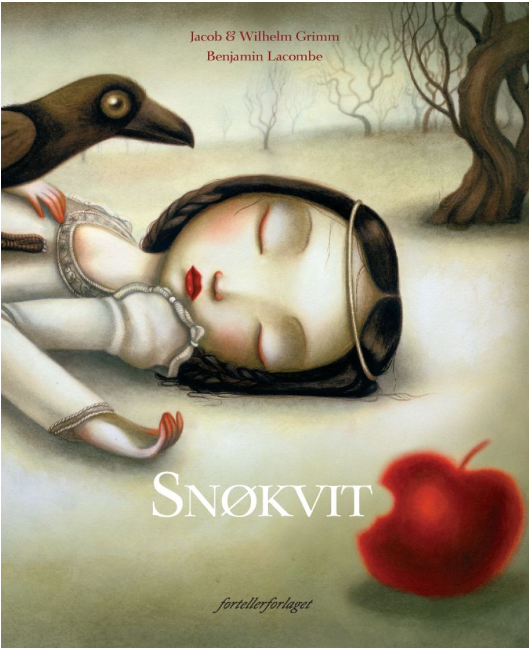 Jacob & Wilhelm Grimm
Benjamin Lacombe
SNØKVIT
fortellerforlaget